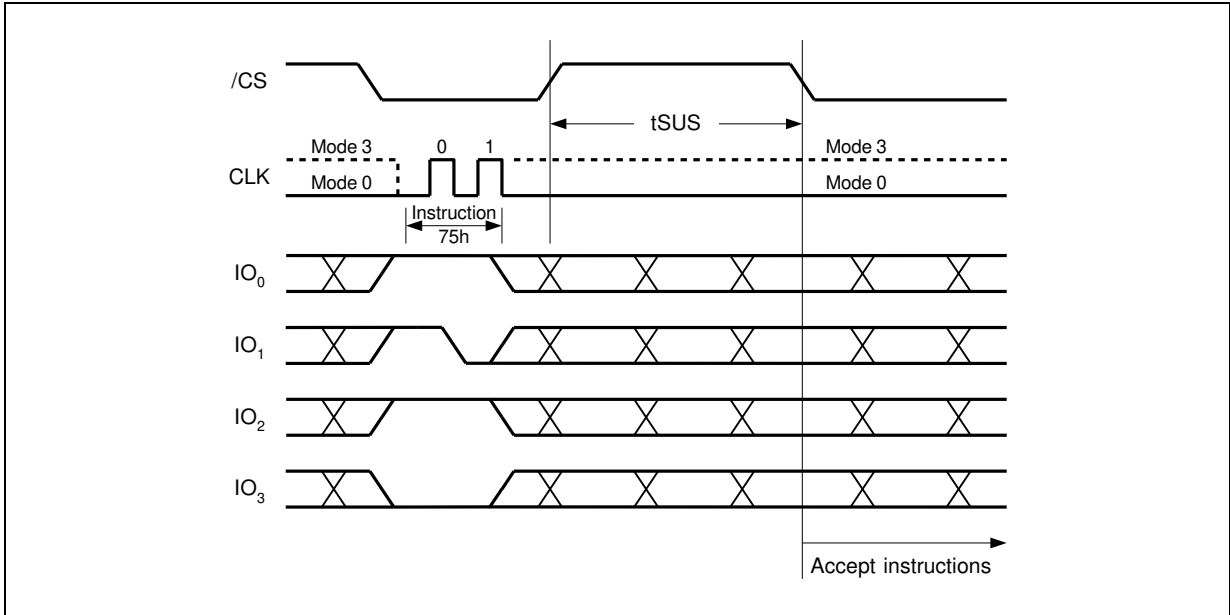 /CS
tSUS
Mode 3 0 1 Mode 3
CLK
Mode 0 Mode 0
Instruction
75h
IO₀
IO₁
IO₂
IO₃
Accept instructions